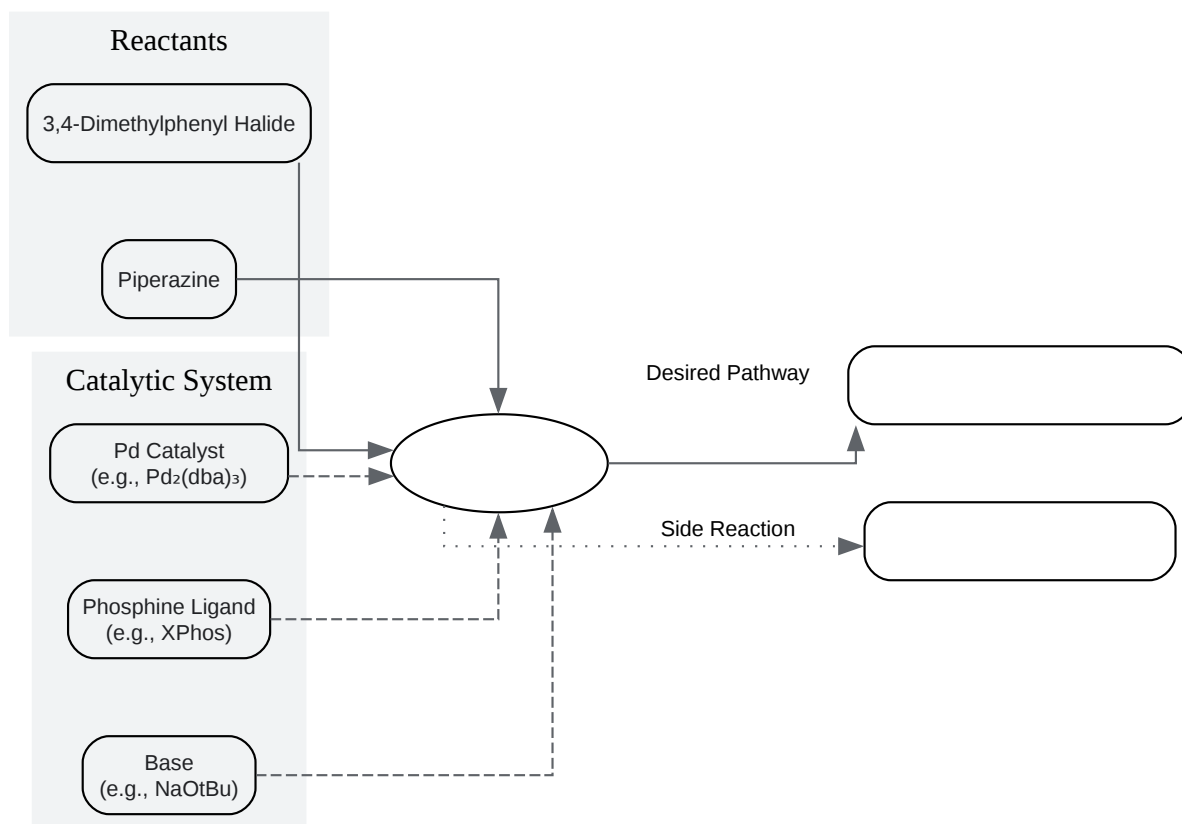 Reactants
3,4-Dimethylphenyl Halide
Piperazine
Catalytic System
Pd Catalyst
(e.g., Pd₂(dba)₃)
Phosphine Ligand
(e.g., XPhos)
Base
(e.g., NaOtBu)
Desired Pathway
Side Reaction